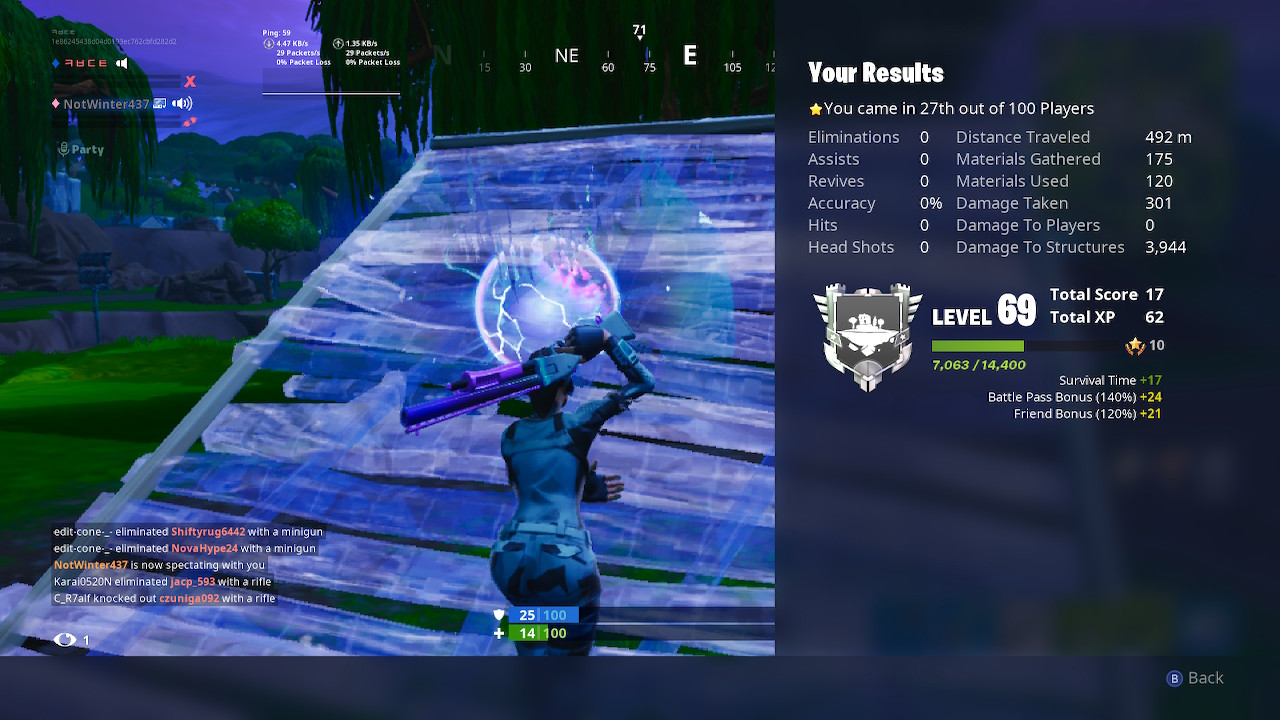 1e86245438d04d0193ec762cbfd282d2
NotWinter437
Party
Ping: 59
4.47 KB/s 1.35 KB/s
29 Packets/s 29 Packets/s
0% Packet Loss 0% Packet Loss
71
N 15 30 NE 60 75 E 105 12
Your Results
You came in 27th out of 100 Players
Eliminations 0 Distance Traveled 492 m
Assists 0 Materials Gathered 175
Revives 0 Materials Used 120
Accuracy 0% Damage Taken 301
Hits 0 Damage To Players 0
Head Shots 0 Damage To Structures 3,944
LEVEL 69
Total Score 17
Total XP 62
10
7,063 / 14,400
Survival Time +17
Battle Pass Bonus (140%) +24
Friend Bonus (120%) +21
edit-cone-_- eliminated Shiftyrug6442 with a minigun
edit-cone-_- eliminated NovaHype24 with a minigun
NotWinter437 is now spectating with you
Karai0520N eliminated jacp_593 with a rifle
C_R7alf knocked out czuniga092 with a rifle
25 | 100
14 | 100
1
B Back